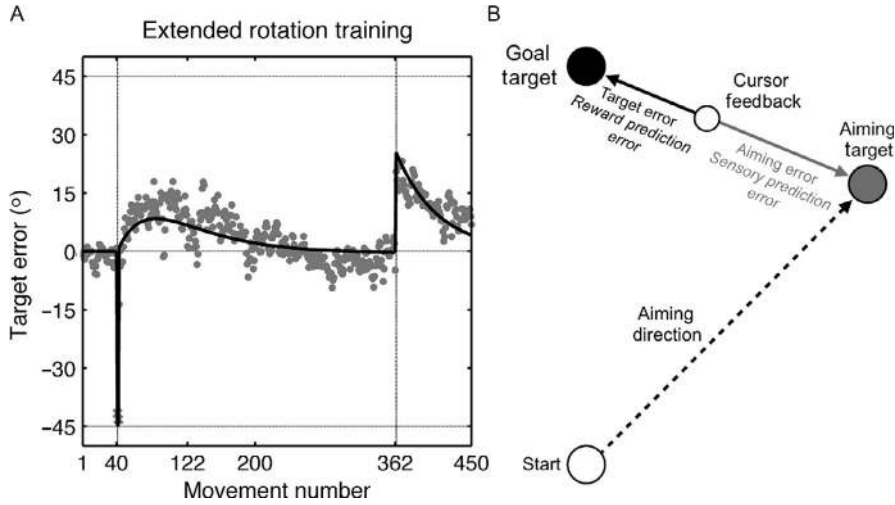 A
Extended rotation training
Target error (°)
45
30
15
0
−15
−30
−45
1
40
122
200
362
450
Movement number
B
Goal
target
Cursor
feedback
Target error
Reward prediction
error
Aiming error
Sensory prediction
error
Aiming
target
Aiming
direction
Start